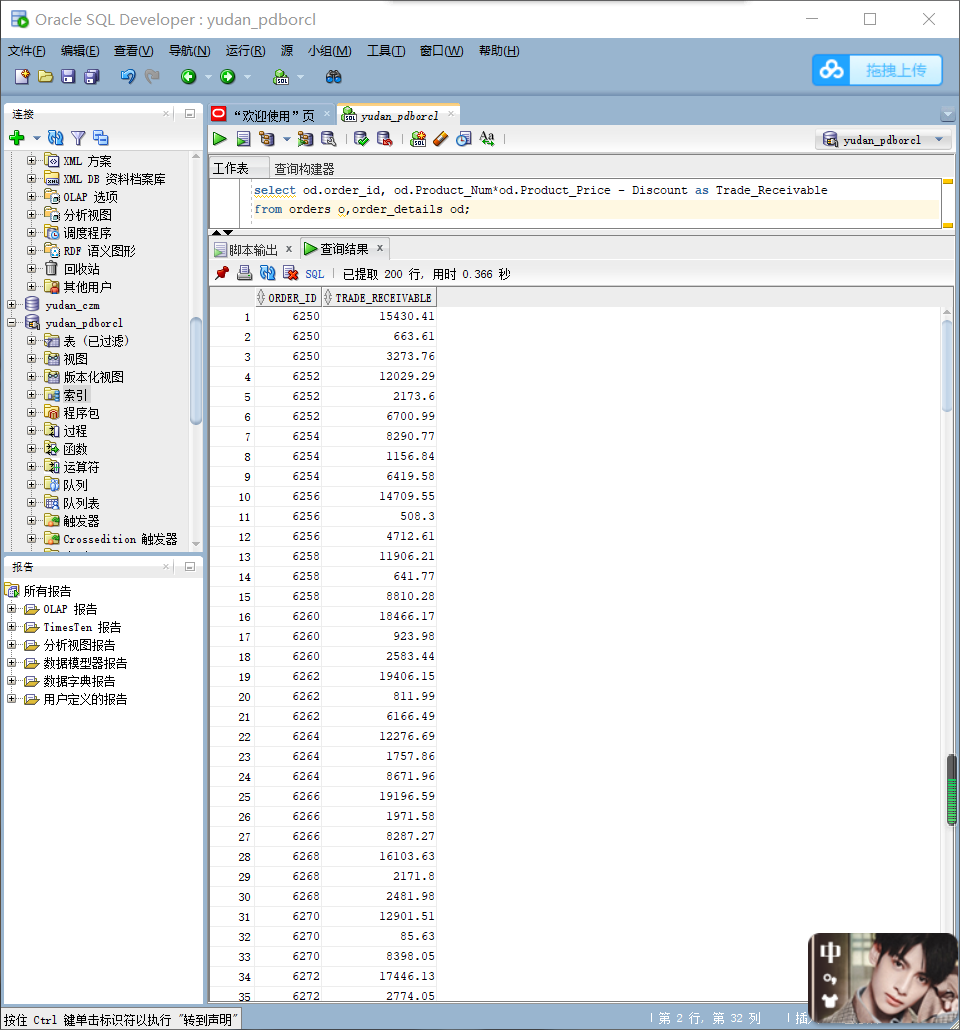 Oracle SQL Developer : yudan_pdborcl
文件(F) 编辑(E) 查看(V) 导航(N) 运行(R) 源 小组(M) 工具(T) 窗口(W) 帮助(H)
拖拽上传
连接
XML 方案
XML DB 资料档案库
OLAP 选项
分析视图
调度程序
RDF 语义图形
回收站
其他用户
yudan_czm
yudan_pdborcl
表 (已过滤)
视图
版本化视图
索引
程序包
过程
函数
运算符
队列
队列表
触发器
Crossedition 触发器
报告
所有报告
OLAP 报告
TimesTen 报告
分析视图报告
数据模型器报告
数据字典报告
用户定义的报告
“欢迎使用”页 yudan_pdborcl
yudan_pdborcl
工作表 查询构建器
select od.order_id, od.Product_Num*od.Product_Price - Discount as Trade_Receivable
from orders o,order_details od;
脚本输出 查询结果
SQL 已提取 200 行, 用时 0.366 秒
ORDER_ID TRADE_RECEIVABLE
1 6250 15430.41
2 6250 663.61
3 6250 3273.76
4 6252 12029.29
5 6252 2173.6
6 6252 6700.99
7 6254 8290.77
8 6254 1156.84
9 6254 6419.58
10 6256 14709.55
11 6256 508.3
12 6256 4712.61
13 6258 11906.21
14 6258 641.77
15 6258 8810.28
16 6260 18466.17
17 6260 923.98
18 6260 2583.44
19 6262 19406.15
20 6262 811.99
21 6262 6166.49
22 6264 12276.69
23 6264 1757.86
24 6264 8671.96
25 6266 19196.59
26 6266 1971.58
27 6266 8287.27
28 6268 16103.63
29 6268 2171.8
30 6268 2481.98
31 6270 12901.51
32 6270 85.63
33 6270 8398.05
34 6272 17446.13
35 6272 2774.05
中
按住 Ctrl 键单击标识符以执行 "转到声明"
第 2 行, 第 32 列